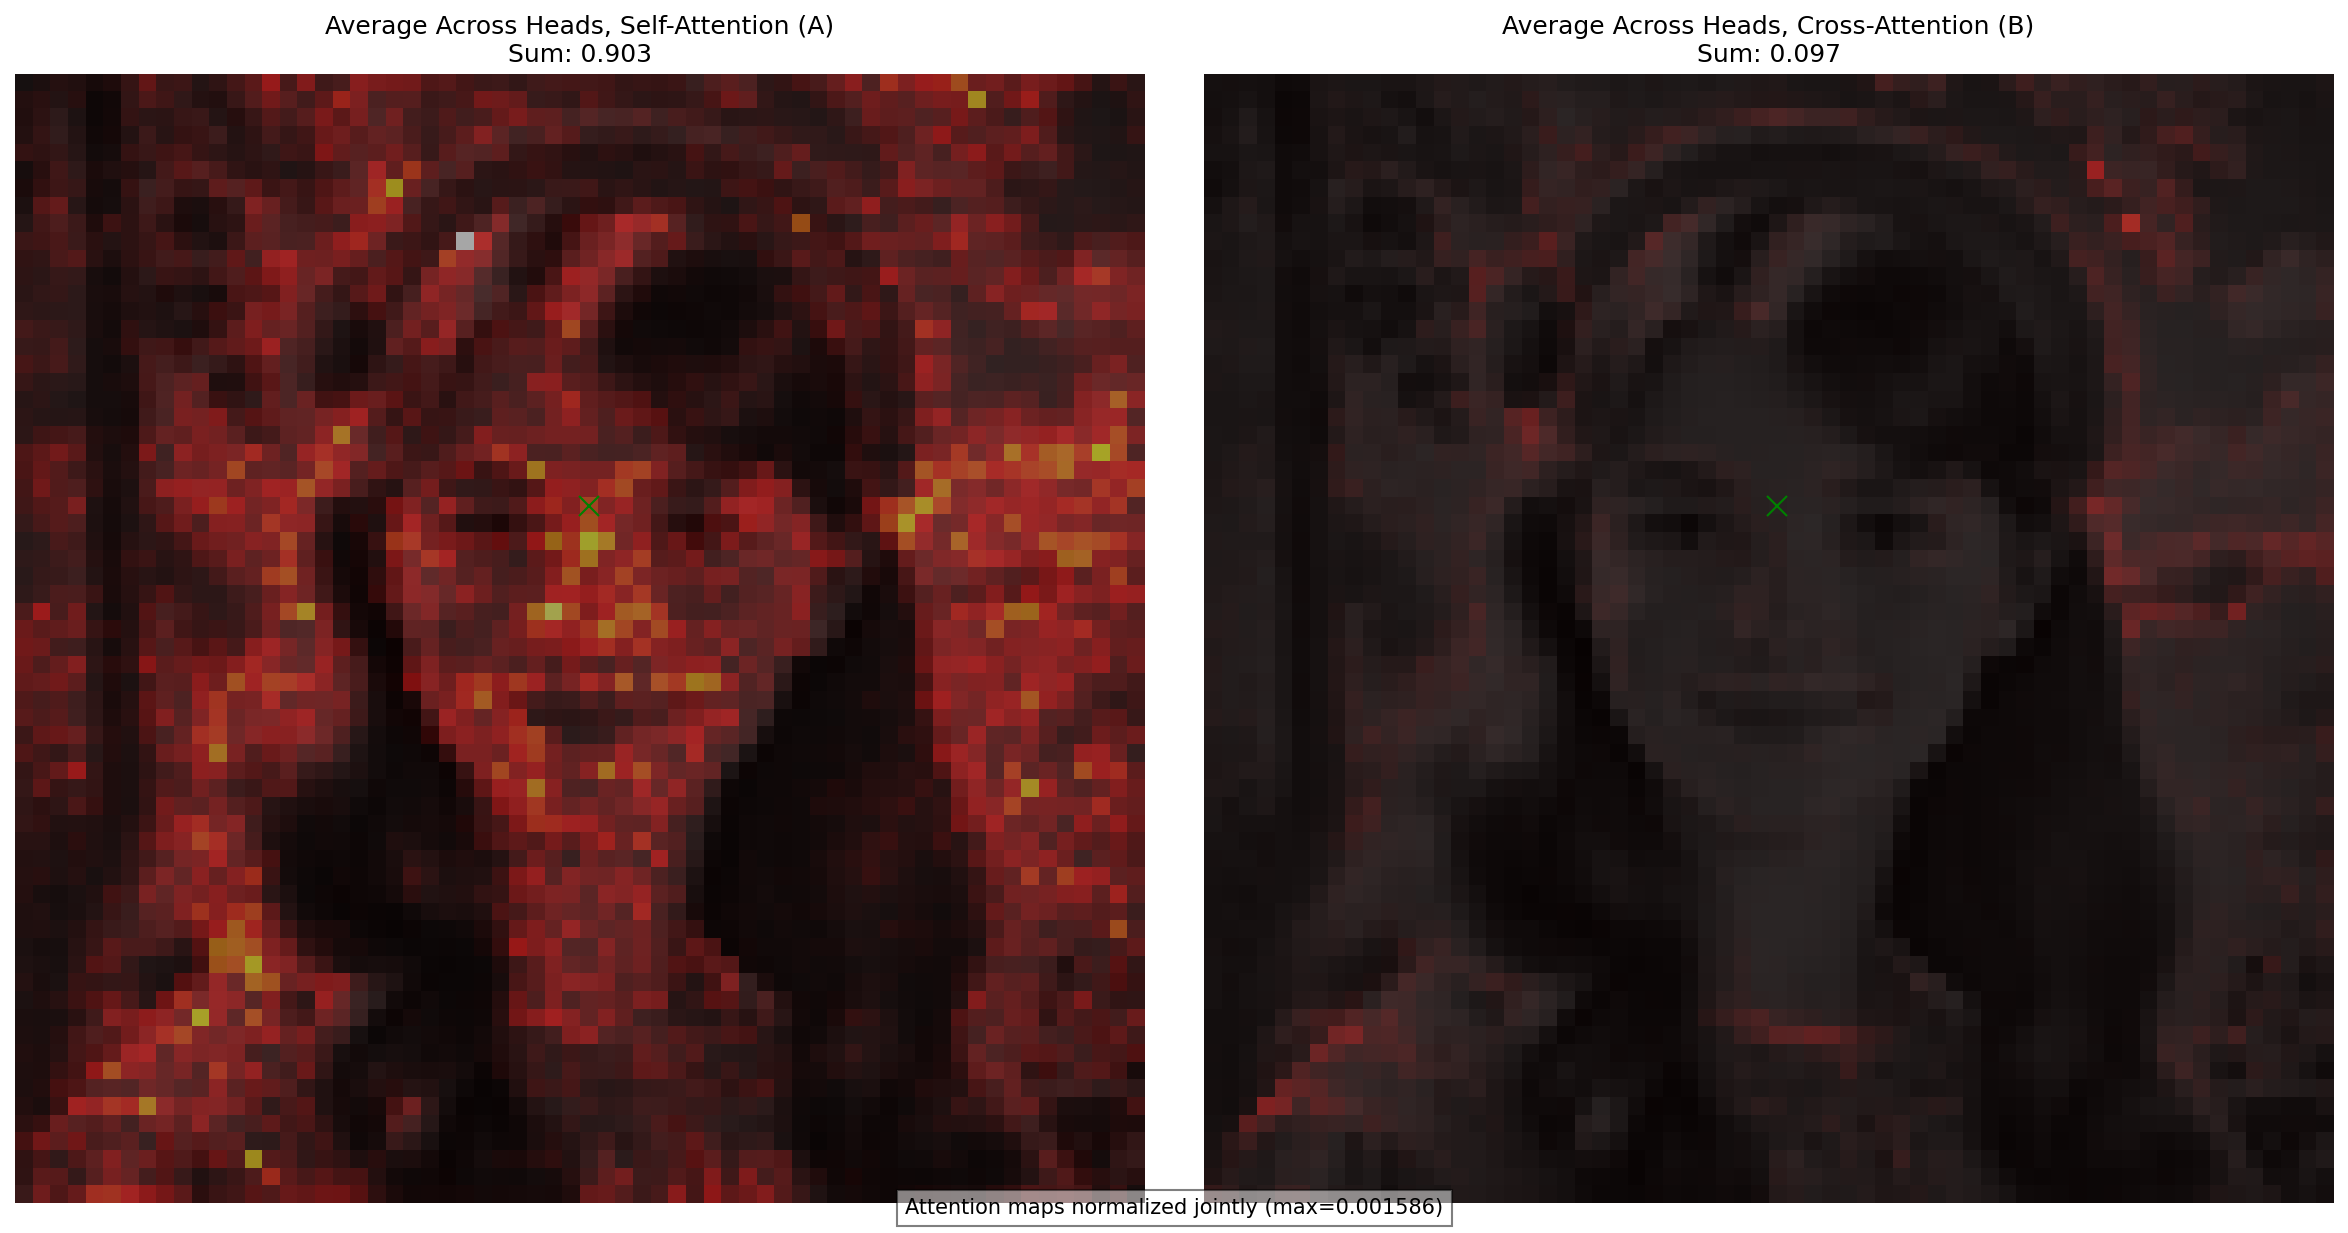 Average Across Heads, Self-Attention (A)
Sum: 0.903
Average Across Heads, Cross-Attention (B)
Sum: 0.097
Attention maps normalized jointly (max=0.001586)